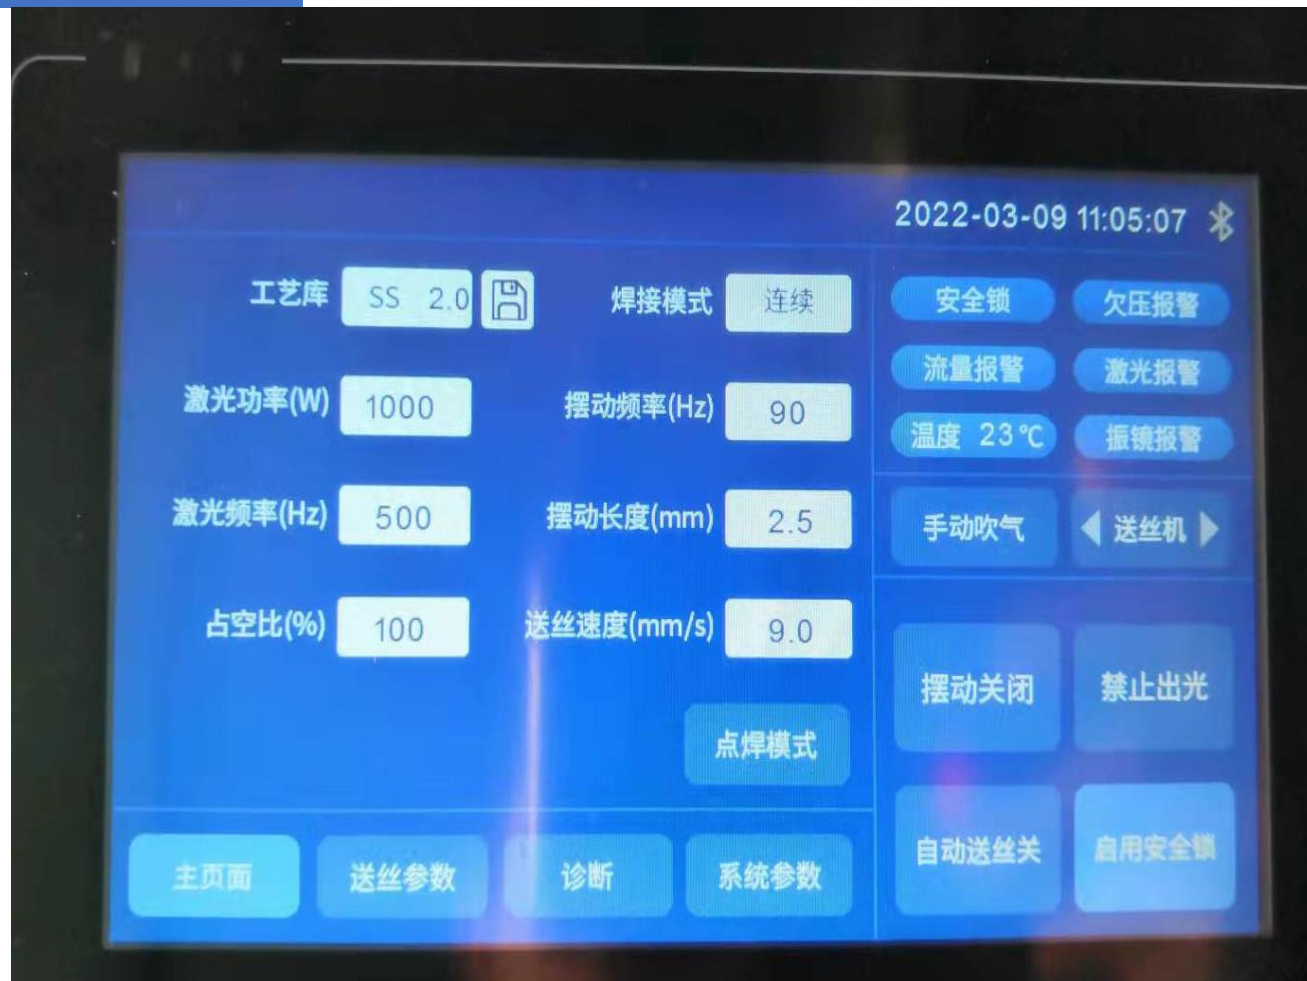 2022-03-09 11:05:07
工艺库 SS 2.0 焊接模式 连续
激光功率(W) 1000 摆动频率(Hz) 90
激光频率(Hz) 500 摆动长度(mm) 2.5
占空比(%) 100 送丝速度(mm/s) 9.0
点焊模式
主页面 送丝参数 诊断 系统参数
安全锁 欠压报警
流量报警 激光报警
温度 23℃ 振镜报警
手动吹气 送丝机
摆动关闭 禁止出光
自动送丝关 启用安全锁